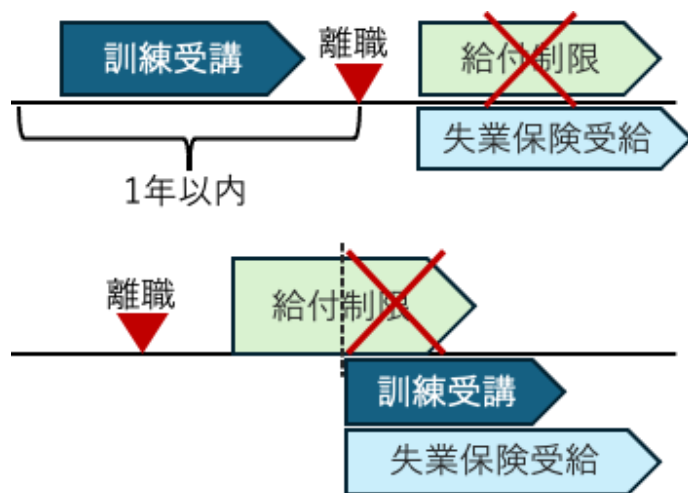 訓練受講
離職
給付制限
失業保険受給
1年以内
離職
給付制限
訓練受講
失業保険受給